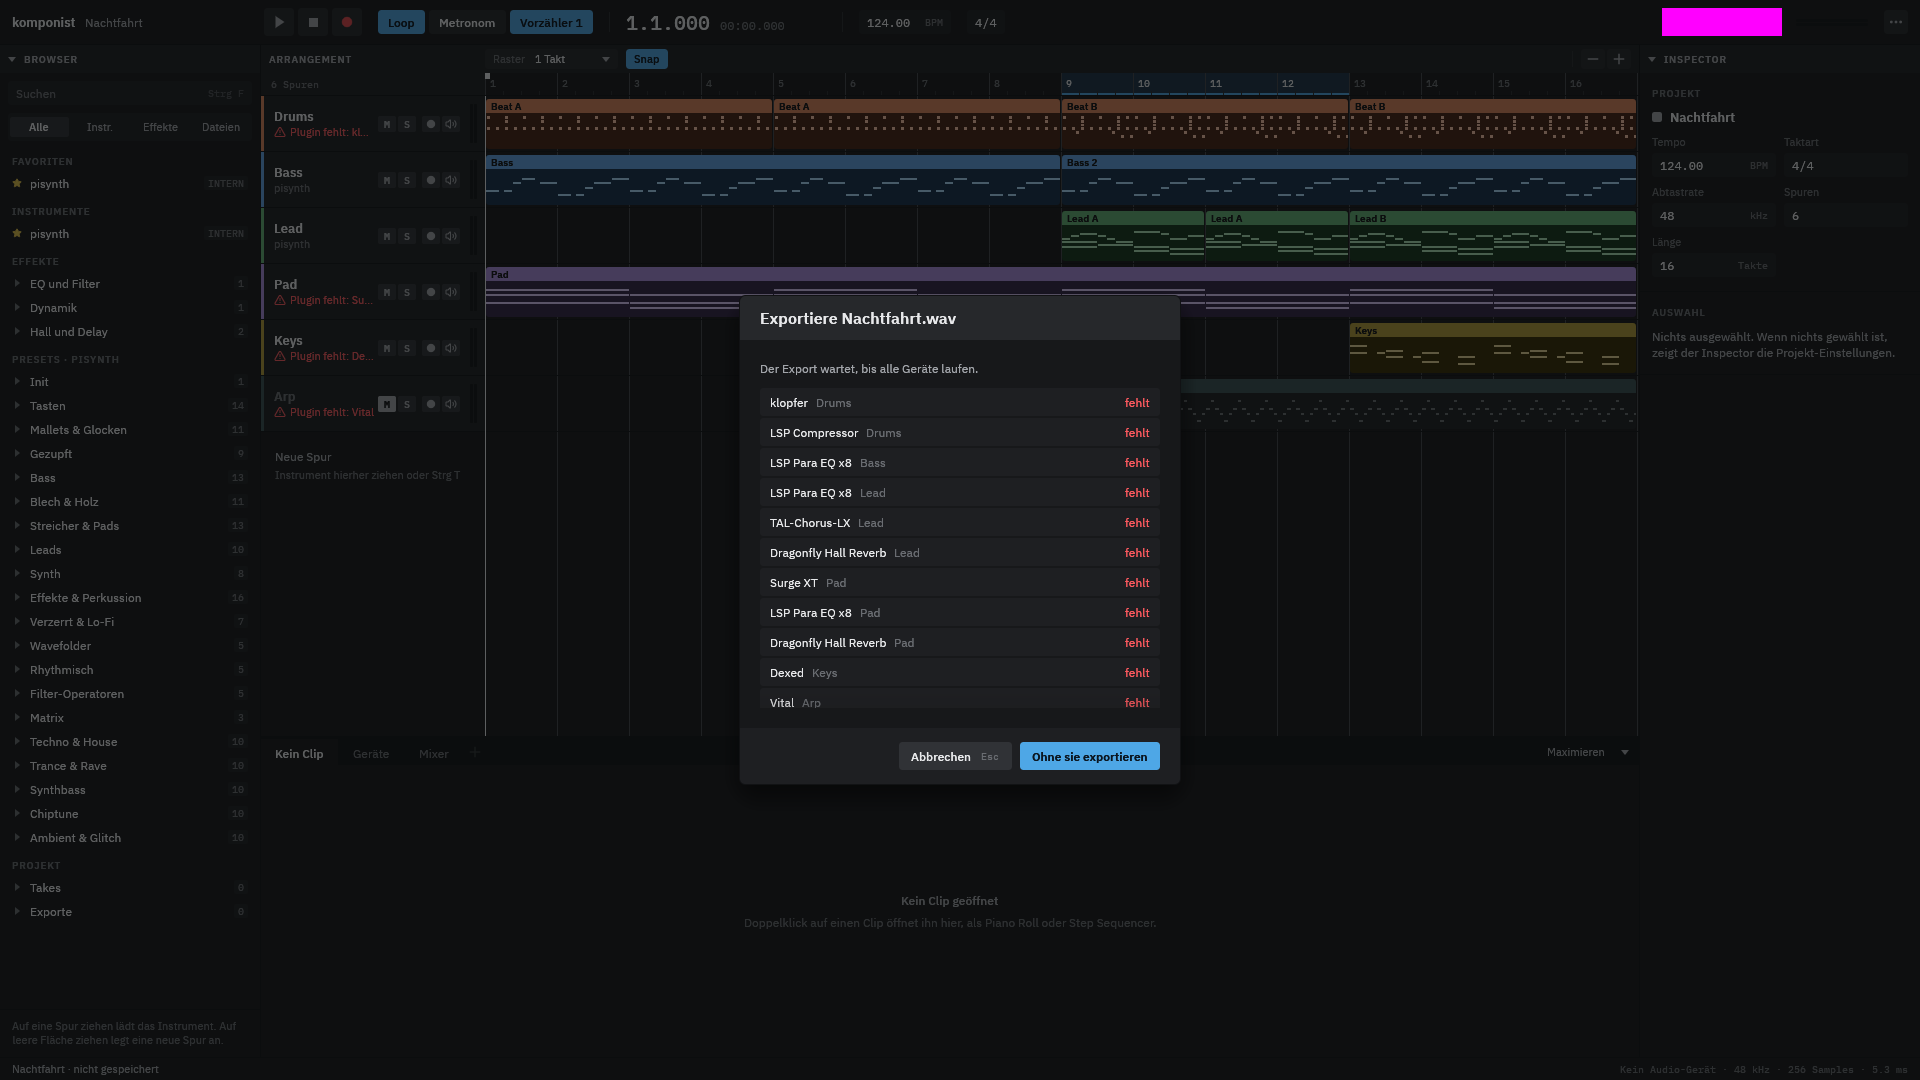 komponist Nachtfahrt
Loop Metronom Vorzähler 1 1.1.000 00:00.000 124.00 BPM 4/4
BROWSER
Suchen Strg F
Alle Instr. Effekte Dateien
FAVORITEN
pisynth INTERN
INSTRUMENTE
pisynth INTERN
EFFEKTE
EQ und Filter 1
Dynamik 1
Hall und Delay 2
PRESETS · PISYNTH
Init 1
Tasten 14
Mallets & Glocken 11
Gezupft 9
Bass 13
Blech & Holz 11
Streicher & Pads 13
Leads 10
Synth 8
Effekte & Perkussion 16
Verzerrt & Lo-Fi 7
Wavefolder 5
Rhythmisch 5
Filter-Operatoren 5
Matrix 3
Techno & House 10
Trance & Rave 10
Synthbass 10
Chiptune 10
Ambient & Glitch 10
PROJEKT
Takes 0
Exporte 0
Auf eine Spur ziehen lädt das Instrument. Auf
leere Fläche ziehen legt eine neue Spur an.
ARRANGEMENT Raster 1 Takt Snap
6 Spuren 1 2 3 4 5 6 7 8 9 10 11 12 13 14 15 16
Drums
Plugin fehlt: kl... M S
Beat A Beat A Beat B Beat B
Bass
pisynth M S
Bass Bass 2
Lead
pisynth M S
Lead A Lead A Lead B
Pad
Plugin fehlt: Su... M S
Pad
Keys
Plugin fehlt: De... M S
Keys
Arp
Plugin fehlt: Vital M S
Neue Spur
Instrument hierher ziehen oder Strg T
Exportiere Nachtfahrt.wav
Der Export wartet, bis alle Geräte laufen.
klopfer Drums fehlt
LSP Compressor Drums fehlt
LSP Para EQ x8 Bass fehlt
LSP Para EQ x8 Lead fehlt
TAL-Chorus-LX Lead fehlt
Dragonfly Hall Reverb Lead fehlt
Surge XT Pad fehlt
LSP Para EQ x8 Pad fehlt
Dragonfly Hall Reverb Pad fehlt
Dexed Keys fehlt
Vital Arp fehlt
Abbrechen Esc Ohne sie exportieren
Kein Clip Geräte Mixer + Maximieren
Kein Clip geöffnet
Doppelklick auf einen Clip öffnet ihn hier, als Piano Roll oder Step Sequencer.
INSPECTOR
PROJEKT
Nachtfahrt
Tempo Taktart
124.00 BPM 4/4
Abtastrate Spuren
48 kHz 6
Länge
16 Takte
AUSWAHL
Nichts ausgewählt. Wenn nichts gewählt ist,
zeigt der Inspector die Projekt-Einstellungen.
Nachtfahrt · nicht gespeichert
Kein Audio-Gerät · 48 kHz · 256 Samples · 5.3 ms